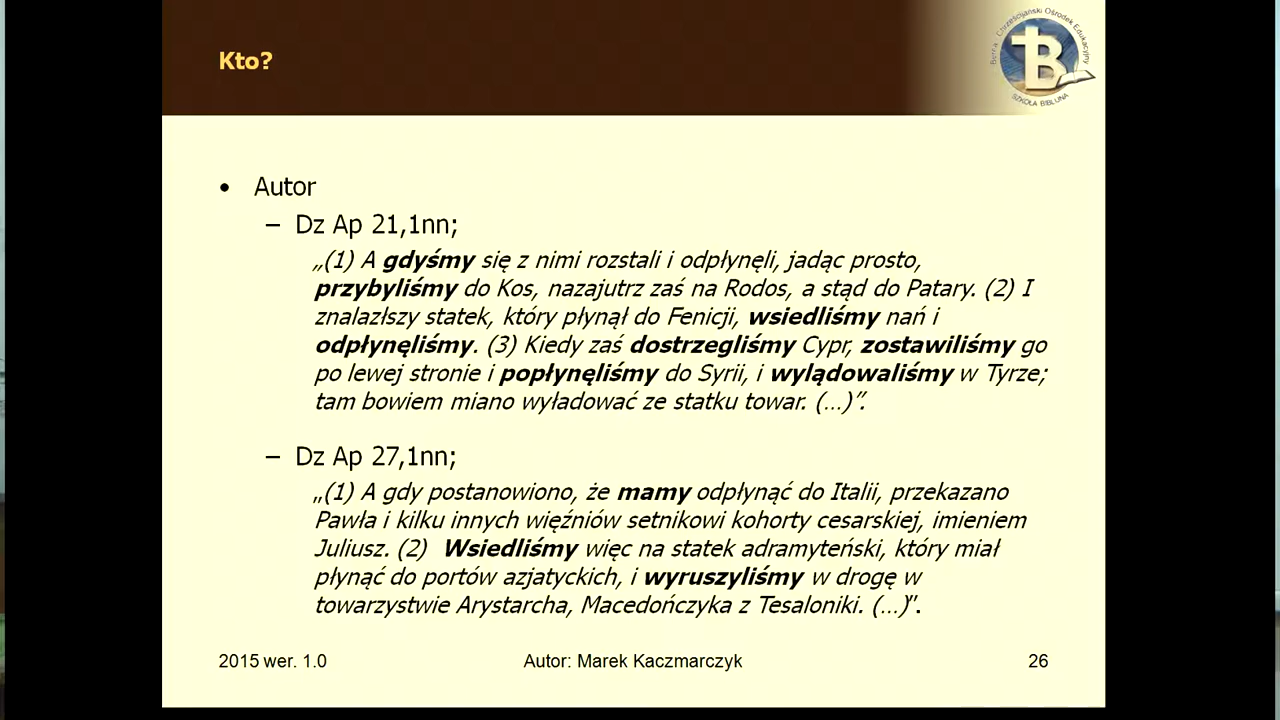 Kto?
Chrześcijański Ośrodek Edukacyjny
SZKOŁA BIBLIJNA
• Autor
– Dz Ap 21,1nn;
„(1) A gdyśmy się z nimi rozstali i odpłynęli, jadąc prosto,
przybyliśmy do Kos, nazajutrz zaś na Rodos, a stąd do Patary. (2) I
znalazłszy statek, który płynął do Fenicji, wsiedliśmy nań i
odpłynęliśmy. (3) Kiedy zaś dostrzegliśmy Cypr, zostawiliśmy go
po lewej stronie i popłynęliśmy do Syrii, i wylądowaliśmy w Tyrze;
tam bowiem miano wyładować ze statku towar. (…)”.
– Dz Ap 27,1nn;
„(1) A gdy postanowiono, że mamy odpłynąć do Italii, przekazano
Pawła i kilku innych więźniów setnikowi kohorty cesarskiej, imieniem
Juliusz. (2) Wsiedliśmy więc na statek adramyteński, który miał
płynąć do portów azjatyckich, i wyruszyliśmy w drogę w
towarzystwie Arystarcha, Macedończyka z Tesaloniki. (…)”.
2015 wer. 1.0 Autor: Marek Kaczmarczyk 26